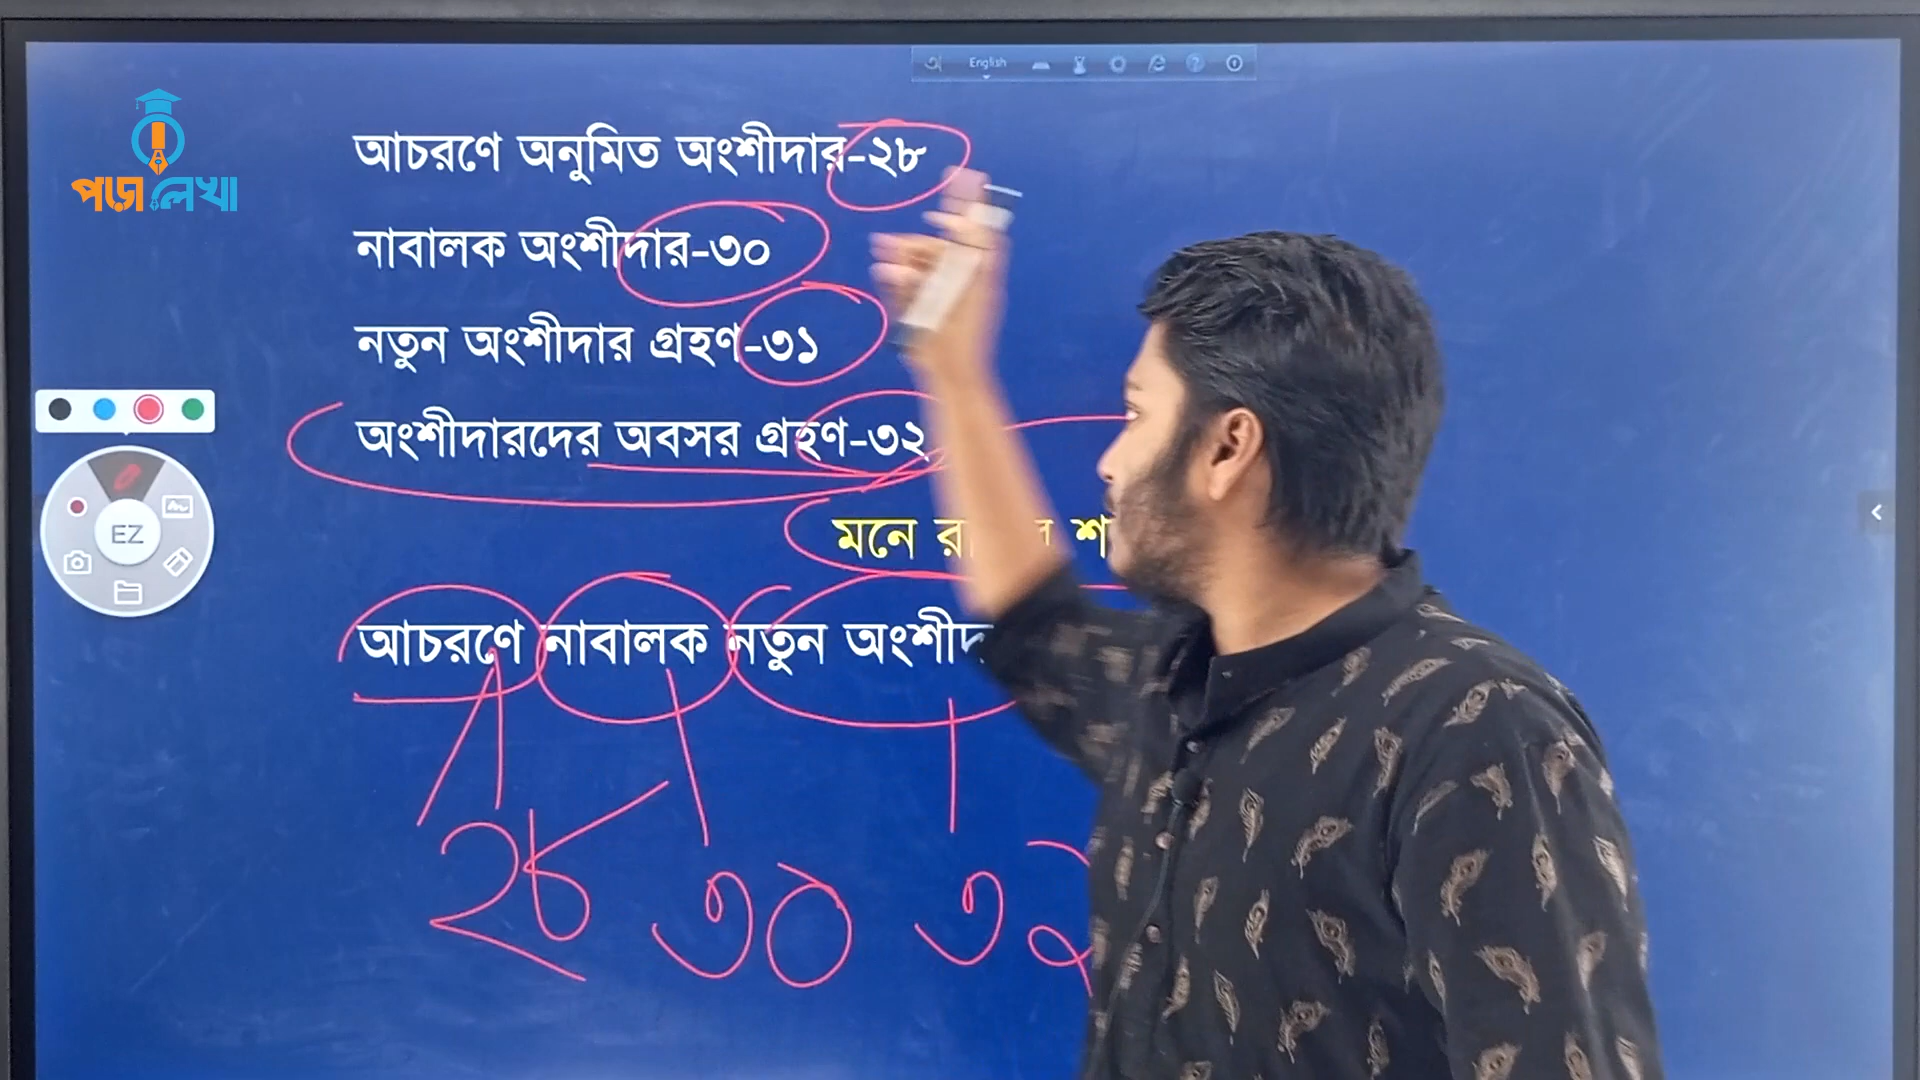 English
পড়ালেখা
আচরণে অনুমিত অংশীদার-২৮
নাবালক অংশীদার-৩০
নতুন অংশীদার গ্রহণ-৩১
অংশীদারদের অবসর গ্রহণ-৩২
EZ
মনে
আচরণে নাবালক নতুন
২৮ ৩০